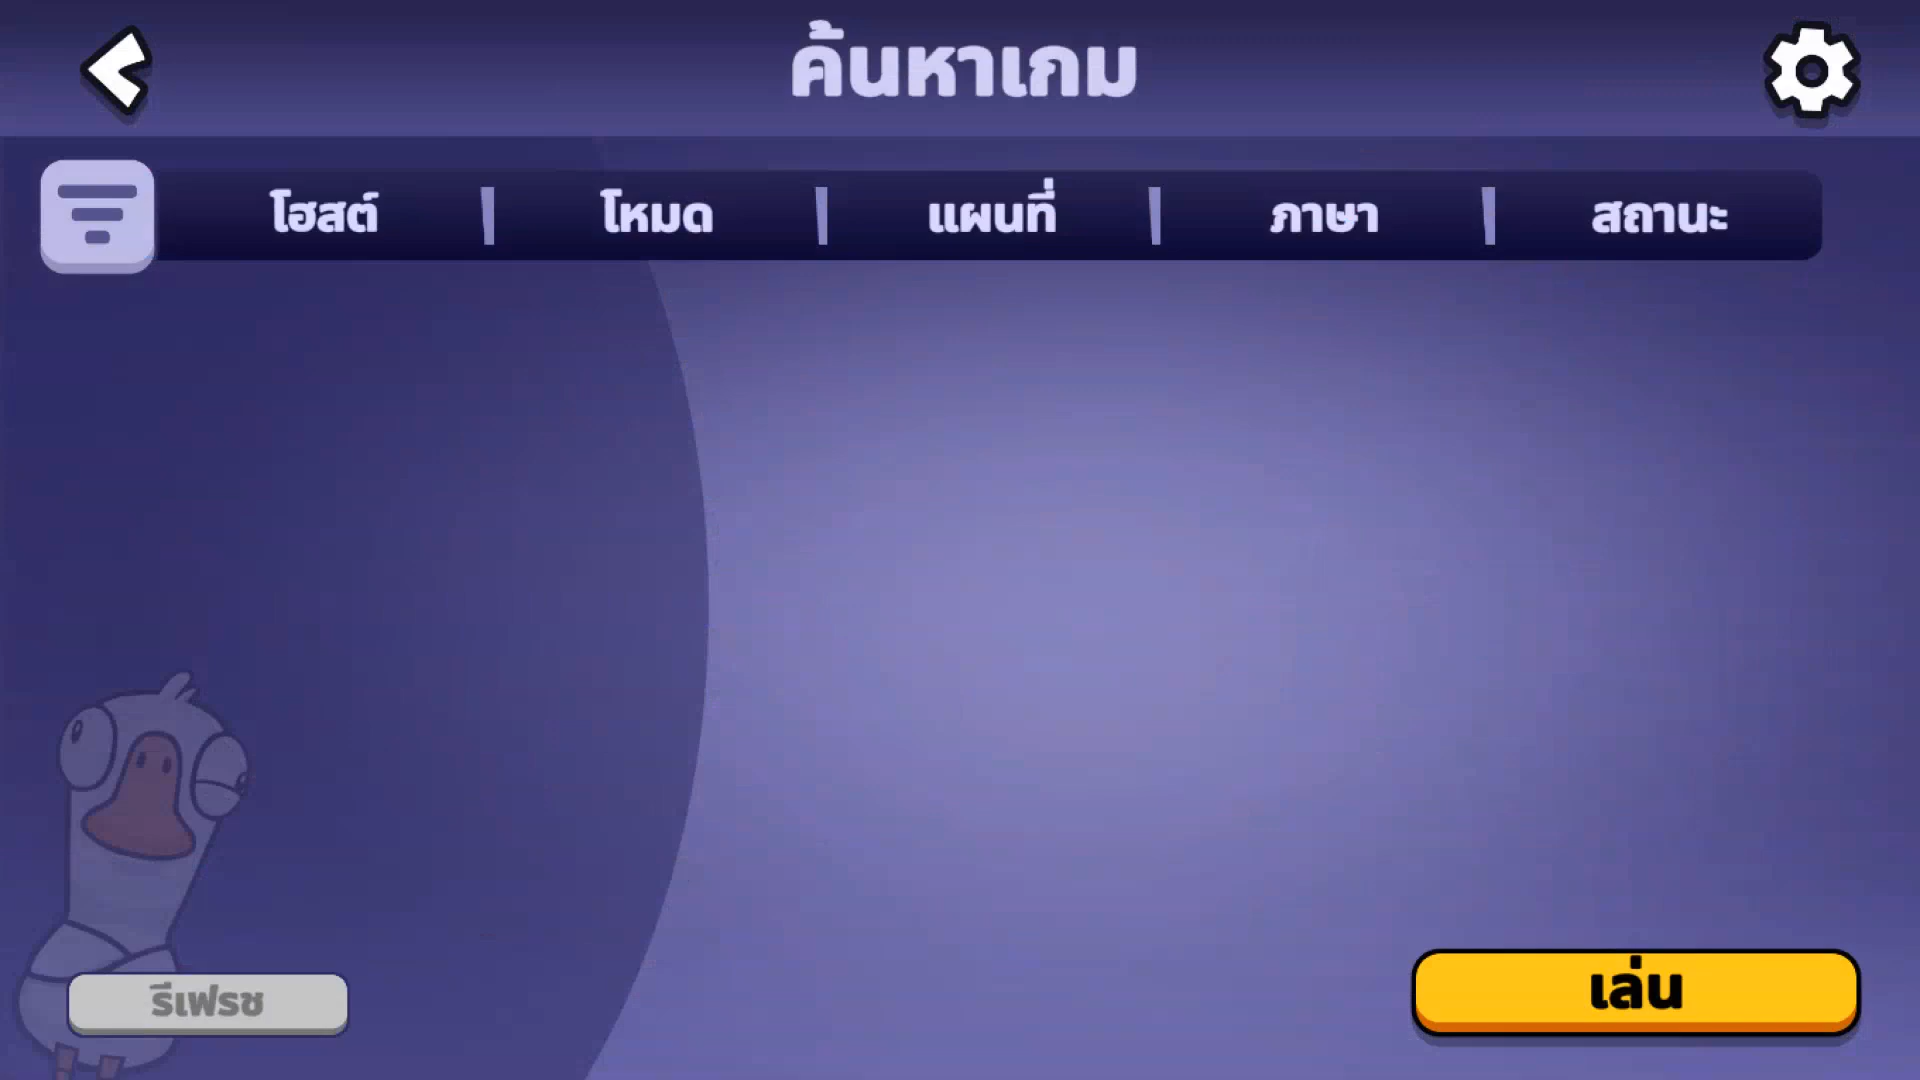 ค้นหาเกม
โฮสต์ โหมด แผนที่ ภาษา สถานะ
รีเฟรช
เล่น